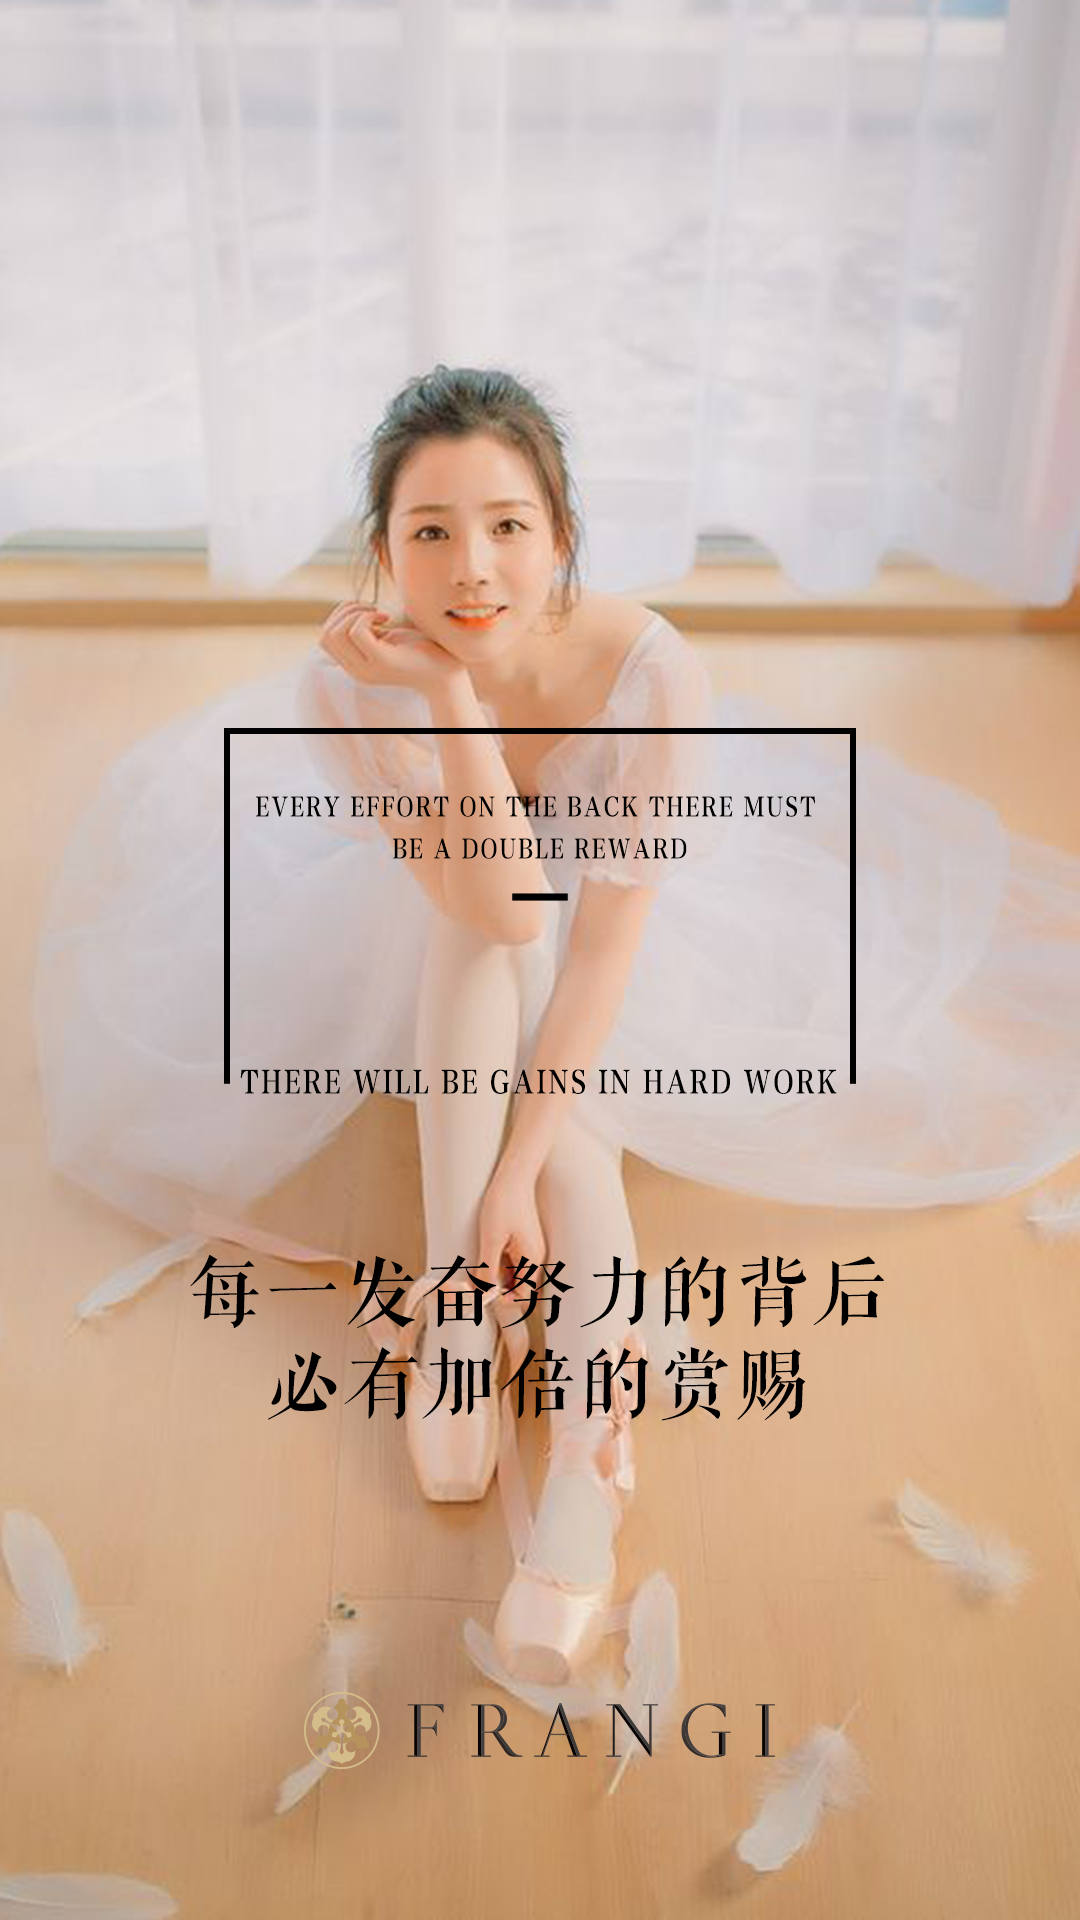 EVERY EFFORT ON THE BACK THERE MUST
BE A DOUBLE REWARD
THERE WILL BE GAINS IN HARD WORK
每一发奋努力的背后
必有加倍的赏赐
FRANGI